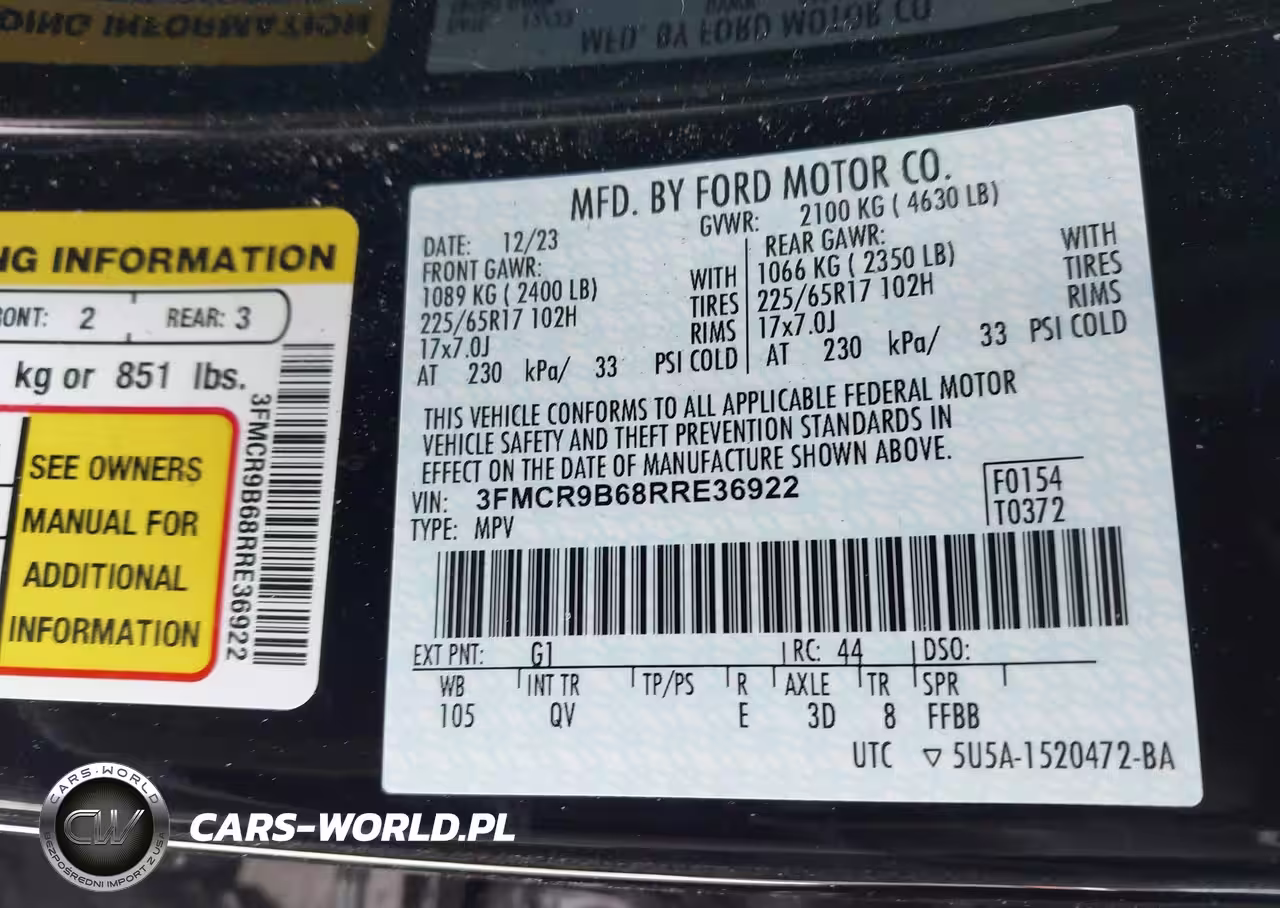 MFD. BY FORD MOTOR CO
NG INFORMATION
ONT: 2 REAR: 3
kg or 851 lbs.
SEE OWNERS
MANUAL FOR
ADDITIONAL
INFORMATION
3FMCR9B68RRE36922
MFD. BY FORD MOTOR CO.
GVWR: 2100 KG ( 4630 LB)
DATE: 12/23
FRONT GAWR:
1089 KG ( 2400 LB) WITH
225/65R17 102H TIRES
17x7.0J RIMS
AT 230 kPa/ 33 PSI COLD
REAR GAWR: WITH
1066 KG ( 2350 LB) TIRES
225/65R17 102H RIMS
17x7.0J
AT 230 kPa/ 33 PSI COLD
THIS VEHICLE CONFORMS TO ALL APPLICABLE FEDERAL MOTOR
VEHICLE SAFETY AND THEFT PREVENTION STANDARDS IN
EFFECT ON THE DATE OF MANUFACTURE SHOWN ABOVE.
VIN: 3FMCR9B68RRE36922
TYPE: MPV
F0154
T0372
EXT PNT: G1 RC: 44 DSO:
WB INT TR TP/PS R AXLE TR SPR
105 QV E 3D 8 FFBB
UTC ▽ 5U5A-1520472-BA
CARS-WORLD
CW
BEZPOŚREDNI IMPORT Z USA
CARS-WORLD.PL